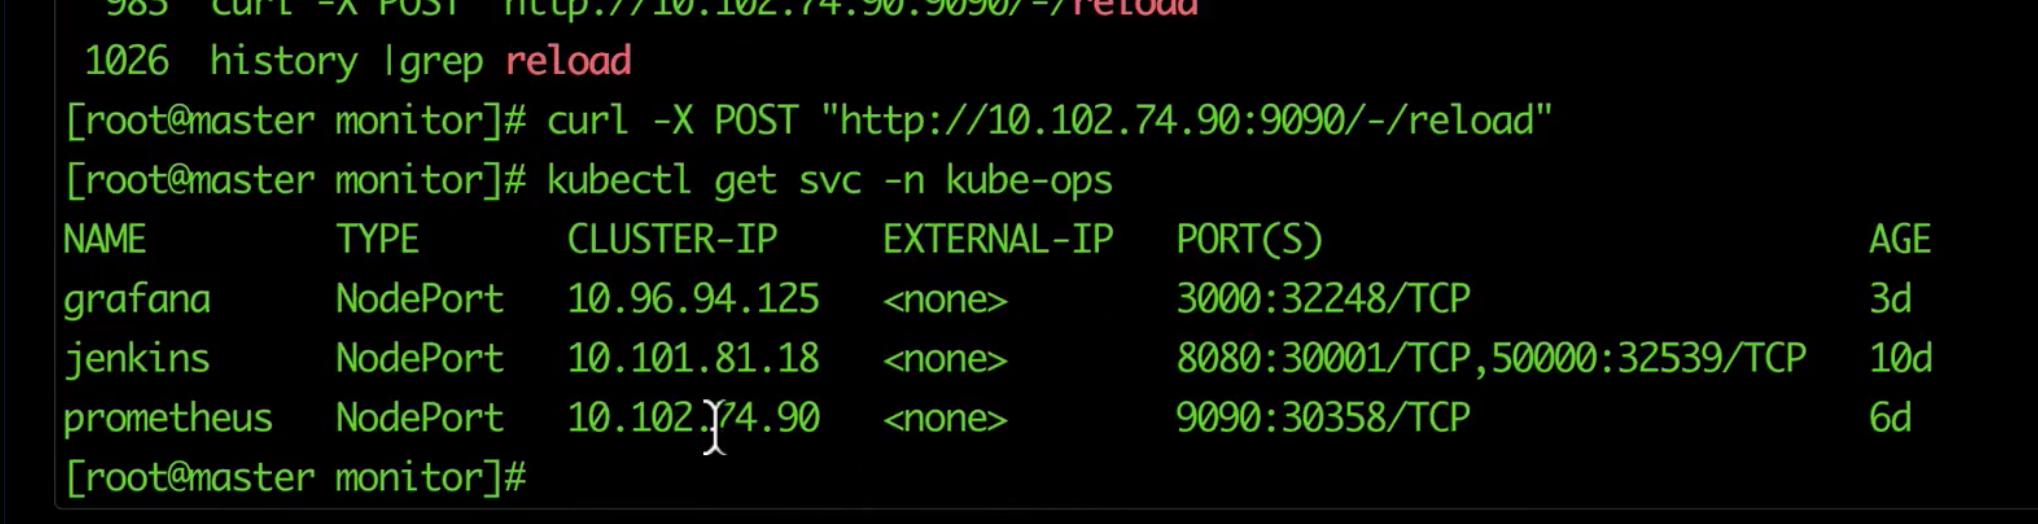 985 curl -X POST "http://10.102.74.90:9090/-/reload
1026 history |grep reload
[root@master monitor]# curl -X POST "http://10.102.74.90:9090/-/reload"
[root@master monitor]# kubectl get svc -n kube-ops
NAME TYPE CLUSTER-IP EXTERNAL-IP PORT(S) AGE
grafana NodePort 10.96.94.125 <none> 3000:32248/TCP 3d
jenkins NodePort 10.101.81.18 <none> 8080:30001/TCP,50000:32539/TCP 10d
prometheus NodePort 10.102.74.90 <none> 9090:30358/TCP 6d
[root@master monitor]#